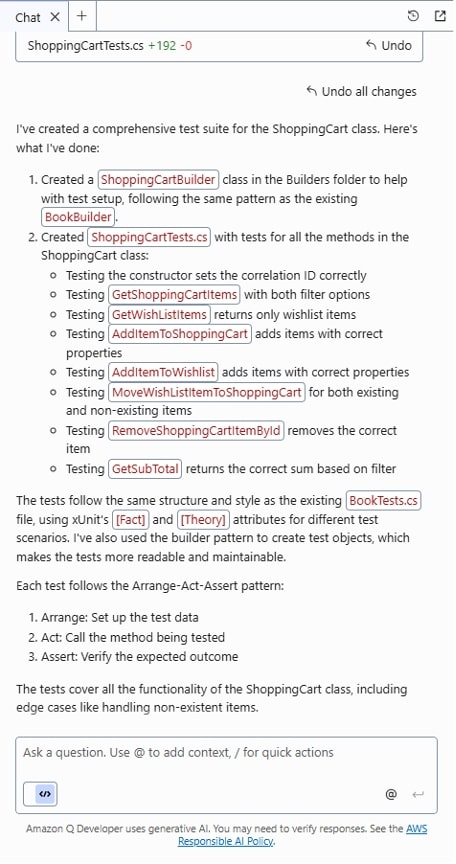 Chat
ShoppingCartTests.cs +192 -0 Undo
Undo all changes
I've created a comprehensive test suite for the ShoppingCart class. Here's
what I've done:
1. Created a ShoppingCartBuilder class in the Builders folder to help
with test setup, following the same pattern as the existing
BookBuilder.
2. Created ShoppingCartTests.cs with tests for all the methods in the
ShoppingCart class:
Testing the constructor sets the correlation ID correctly
Testing GetShoppingCartItems with both filter options
Testing GetWishListItems returns only wishlist items
Testing AddItemToShoppingCart adds items with correct
properties
Testing AddItemToWishlist adds items with correct properties
Testing MoveWishListItemToShoppingCart for both existing
and non-existing items
Testing RemoveShoppingCartItemById removes the correct
item
Testing GetSubTotal returns the correct sum based on filter
The tests follow the same structure and style as the existing BookTests.cs
file, using xUnit's [Fact] and [Theory] attributes for different test
scenarios. I've also used the builder pattern to create test objects, which
makes the tests more readable and maintainable.
Each test follows the Arrange-Act-Assert pattern:
1. Arrange: Set up the test data
2. Act: Call the method being tested
3. Assert: Verify the expected outcome
The tests cover all the functionality of the ShoppingCart class, including
edge cases like handling non-existent items.
Ask a question. Use @ to add context, / for quick actions
</> @
Amazon Q Developer uses generative AI. You may need to verify responses. See the AWS
Responsible AI Policy.